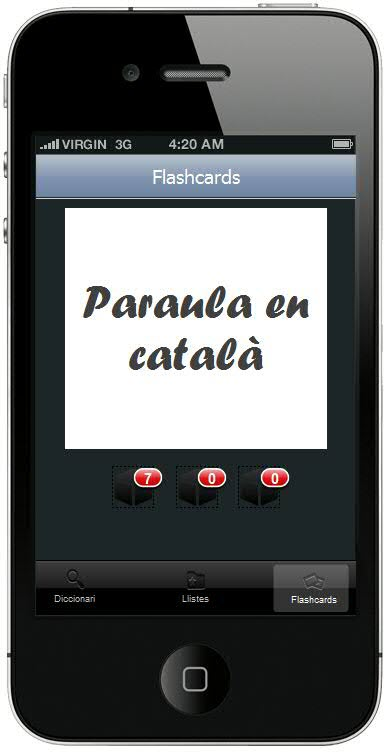 VIRGIN 3G 4:20 AM
Flashcards
Paraula en
català
7 0 0
Diccionari Llistes Flashcards